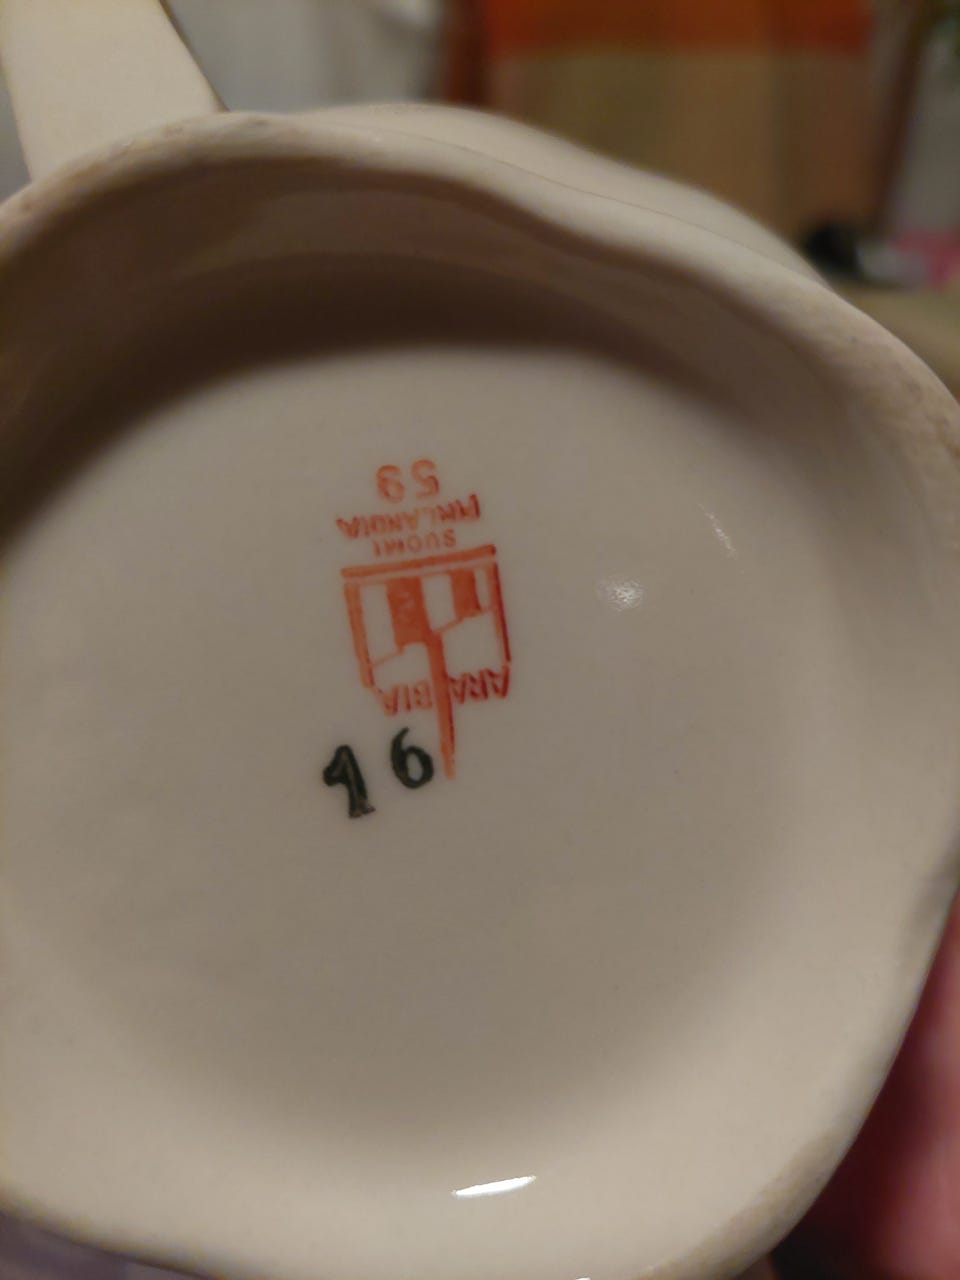 ARABIA
SUOMI
FINLANDIA
59
16